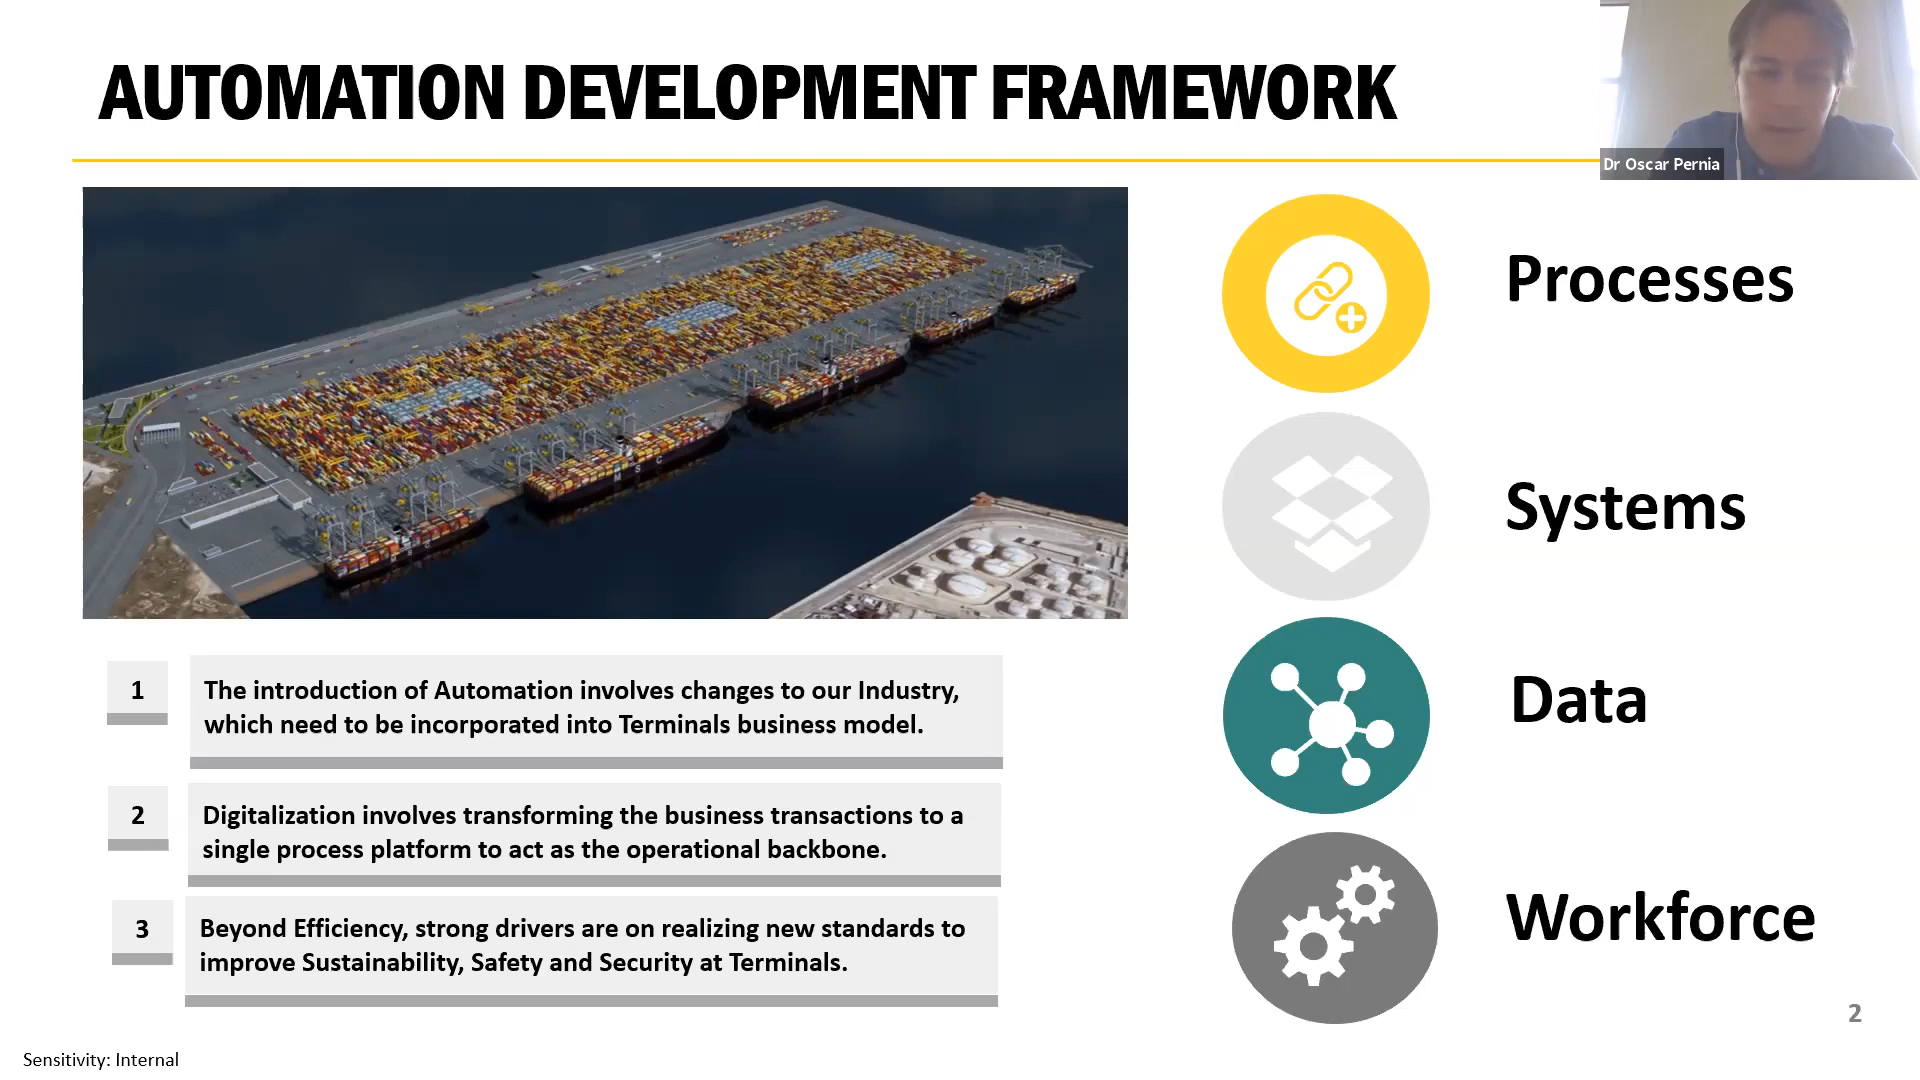 AUTOMATION DEVELOPMENT FRAMEWORK
Dr Oscar Pernia
Processes
Systems
Data
Workforce
M S C
M S C
1
The introduction of Automation involves changes to our Industry,
which need to be incorporated into Terminals business model.
2
Digitalization involves transforming the business transactions to a
single process platform to act as the operational backbone.
3
Beyond Efficiency, strong drivers are on realizing new standards to
improve Sustainability, Safety and Security at Terminals.
2
Sensitivity: Internal